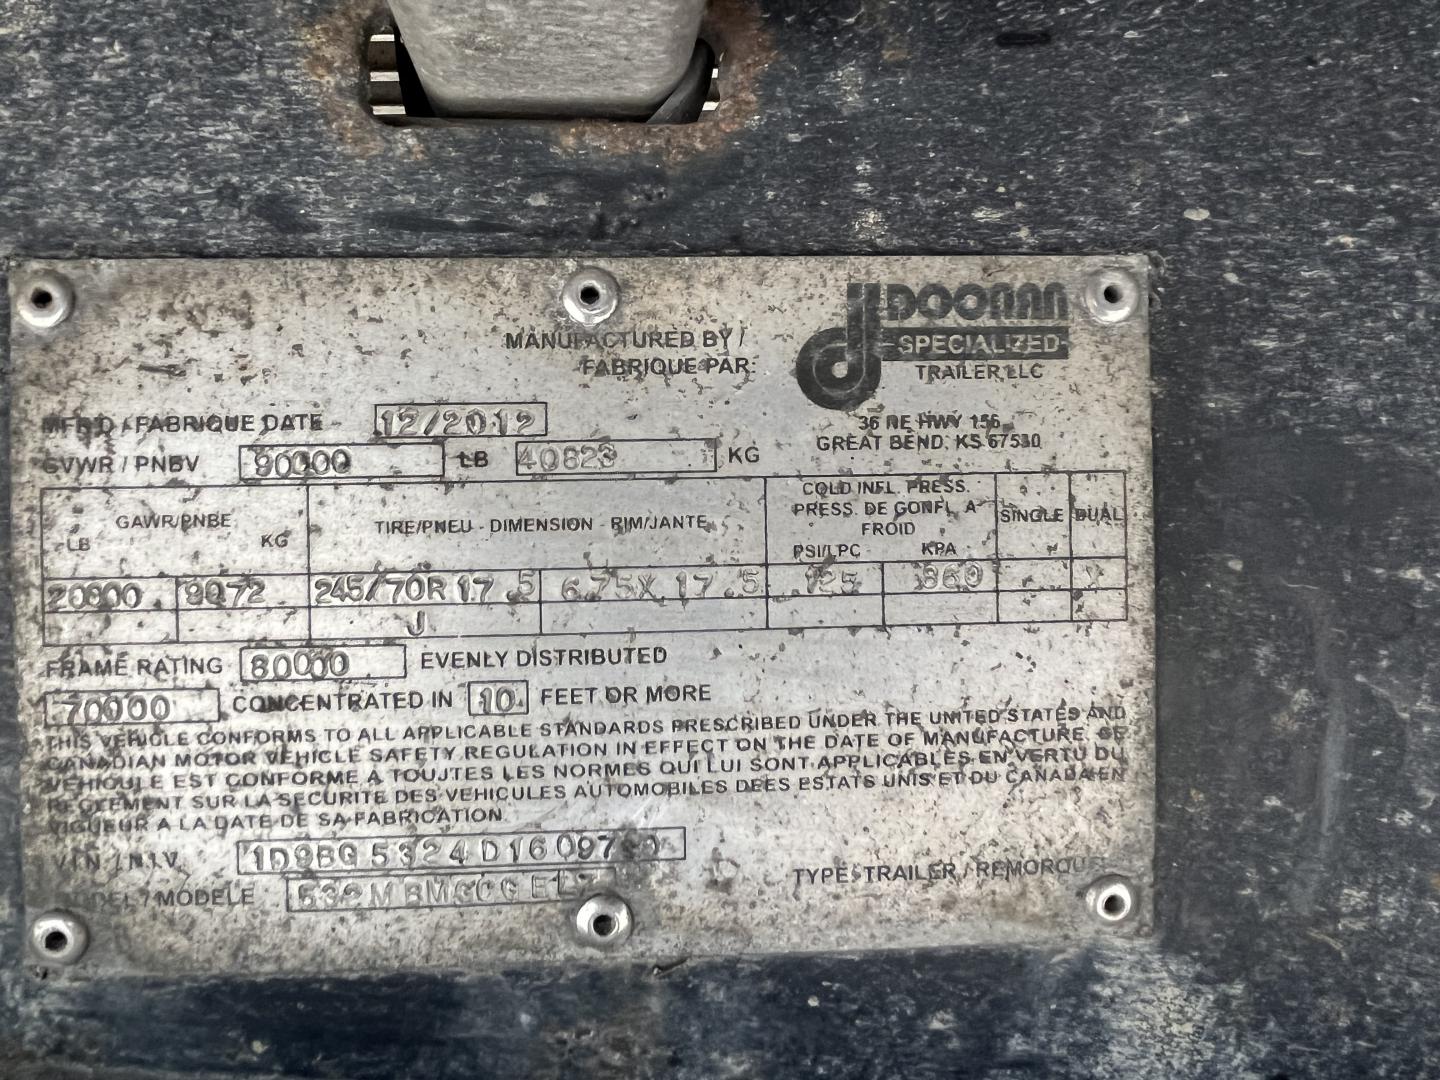 DOONAN
SPECIALIZED
TRAILER, LLC
MANUFACTURED BY /
FABRIQUE PAR:
36 NE HWY 156
GREAT BEND, KS 67530
MFR'D / FABRIQUE DATE 12/2012
GVWR / PNBV 90000 LB 40823 KG
GAWR/PNBE
LB KG
TIRE/PNEU - DIMENSION - RIM/JANTE
COLD INFL. PRESS.
PRESS. DE GONFL. A
FROID
PSI/LPC KPA
SINGLE DUAL
20000 9072 245/70R 17.5 6.75X 17.5 125 860 X
J
FRAME RATING 80000 EVENLY DISTRIBUTED
70000 CONCENTRATED IN 10 FEET OR MORE
THIS VEHICLE CONFORMS TO ALL APPLICABLE STANDARDS PRESCRIBED UNDER THE UNITED STATES AND
CANADIAN MOTOR VEHICLE SAFETY REGULATION IN EFFECT ON THE DATE OF MANUFACTURE. CE
VEHICULE EST CONFORME A TOUJTES LES NORMES QUI LUI SONT APPLICABLES EN VERTU DU
REGLEMENT SUR LA SECURITE DES VEHICULES AUTOMOBILES DEES ESTATS UNIS ET DU CANADA EN
VIGUEUR A LA DATE DE SA FABRICATION
V.I.N. / N.I.V.
MODEL / MODELE
TYPE: TRAILER / REMORQUE